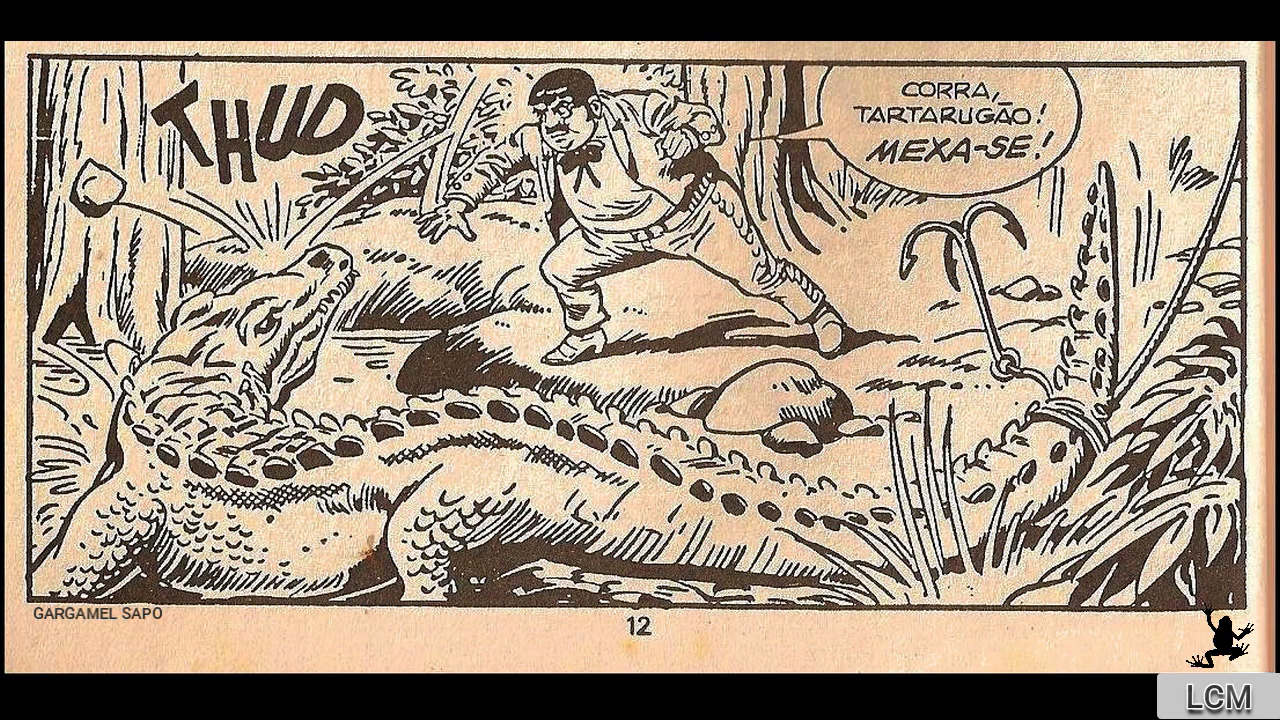 THUD
CORRA,
TARTARUGÃO!
MEXA-SE!
GARGAMEL SAPO
12
LCM